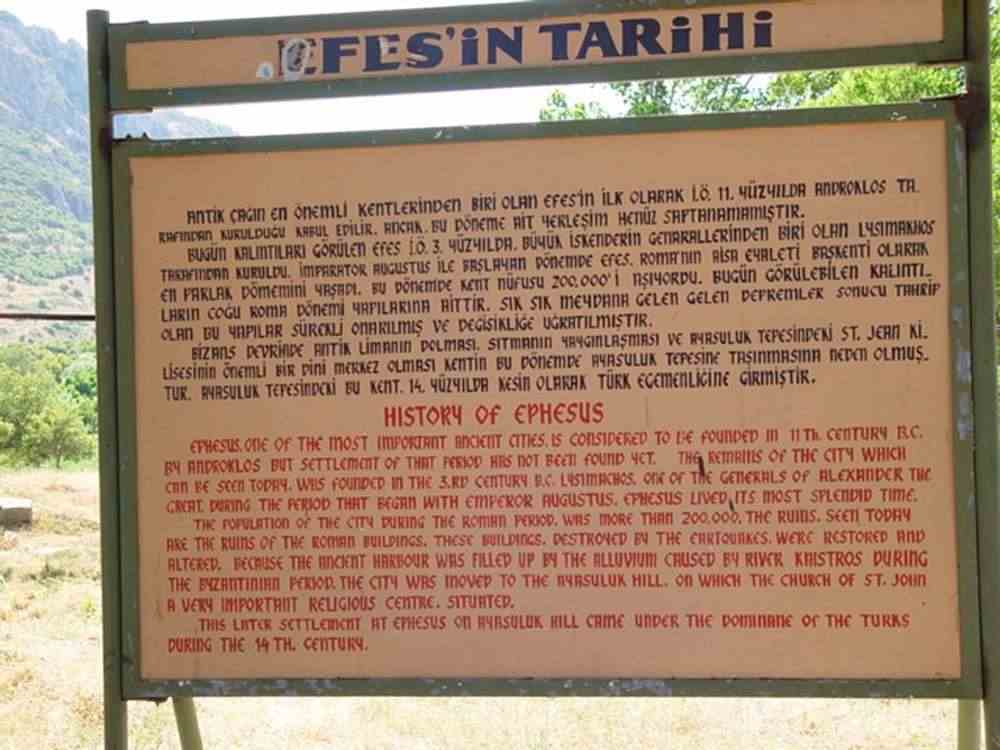 EFES'iN TARiHi
ANTİK ÇAĞIN EN ÖNEMLİ KENTLERİNDEN BİRİ OLAN EFES'İN İLK OLARAK İ.Ö. 11. YÜZYILDA ANDROKLOS TA_
RAFINDAN KURULDUĞU KABUL EDİLİR. ANCAK, BU DÖNEME AİT YERLEŞİM HENÜZ SAPTANAMAMIŞTIR.
BUGÜN KALINTILARI GÖRÜLEN EFES İ.Ö. 3. YÜZYILDA, BÜYÜK İSKENDERİN GENARALLERİNDEN BİRİ OLAN LYSIMAKHOS
TARAFINDAN KURULDU. İMPARATOR AUGUSTUS İLE BAŞLAYAN DÖNEMDE EFES, ROMA'NIN AİSA EYALETİ BAŞKENTİ OLARAK
EN PARLAK DÖMEMİNİ YAŞADI. BU DÖNEMDE KENT NÜFUSU 200,000'İ TAŞIYORDU. BUGÜN GÖRÜLEBİLEN KALINTI_
LARIN ÇOĞU ROMA DÖNEMİ YAPILARINA AİTTİR. SIK SIK MEYDANA GELEN GELEN DEPREMLER SONUCU TAHRİP
OLAN BU YAPILAR SÜREKLİ ONARILMIŞ VE DEĞİSİKLİĞE UĞRATILMIŞTIR.
BİZANS DEVRİNDE ANTİK LİMANIN DOLMASI, SITMANIN YAYGINLAŞMASI VE AYASULUK TEPESİNDEKİ ST. JEAN Kİ_
LİSESİNİN ÖNEMLİ BİR DİNİ MERKEZ OLMASI KENTİN BU DÖNEMDE AYASULUK TEPESİNE TAŞINMASINA NEDEN OLMUŞ_
TUR. AYASULUK TEPESİNDEKİ BU KENT, 14. YÜZYILDA KESİN OLARAK TÜRK EGEMENLİĞİNE GİRMİŞTİR.
HISTORY OF EPHESUS
EPHESUS, ONE OF THE MOST IMPORTANT ANCIENT CITIES, IS CONSIDERED TO BE FOUNDED IN 11Th. CENTURY B.C.
BY ANDROKLOS BUT SETTLEMENT OF THAT PERIOD HAS NOT BEEN FOUND YET. THE REMAINS OF THE CITY WHICH
CAN BE SEEN TODAY, WAS FOUNDED IN THE 3.RD CENTURY B.C. LYSIMACHOS, ONE OF THE GENERALS OF ALEXANDER THE
GREAT. DURING THE PERIOD THAT BEGAN WITH EMPEROR AUGUSTUS, EPHESUS LIVED ITS MOST SPLENDID TIME.
THE POPULATION OF THE CITY DURING THE ROMAN PERIOD, WAS MORE THAN 200,000. THE RUINS, SEEN TODAY
ARE THE RUINS OF THE ROMAN BUILDINGS. THESE BUILDINGS, DESTROYED BY THE EARTQUAKES, WERE RESTORED AND
ALTERED. BECAUSE THE ANCIENT HARBOUR WAS FILLED UP BY THE ALLUVIUM CAUSED BY RIVER KAISTROS DURING
THE BYZANTINIAN PERIOD, THE CITY WAS MOVED TO THE AYASULUK HILL, ON WHICH THE CHURCH OF ST. JOHN
A VERY IMPORTANT RELIGIOUS CENTRE, SITUATED.
THIS LATER SETTLEMENT AT EPHESUS ON AYASULUK HILL CAME UNDER THE DOMINANE OF THE TURKS
DURING THE 14 TH. CENTURY.